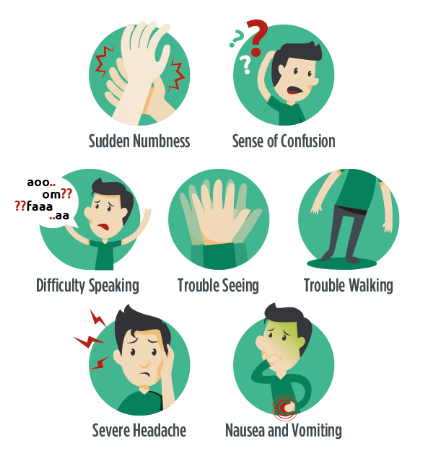 ? ? ?
Sudden Numbness
Sense of Confusion
aoo..
om??
??faaa
..aa
Difficulty Speaking
Trouble Seeing
Trouble Walking
Severe Headache
Nausea and Vomiting